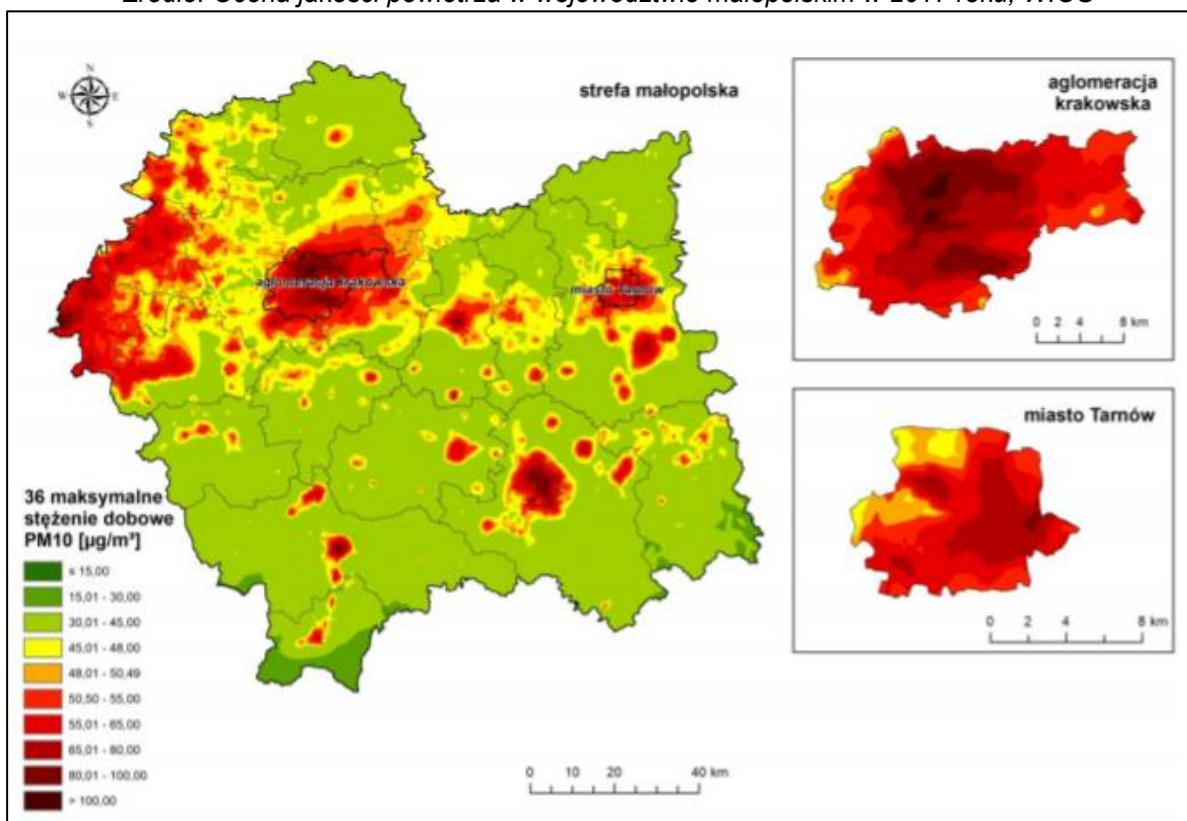 Źródło: Ocena jakości powietrza w województwie małopolskim w 2017 roku, WIOŚ
N
W E
S
strefa małopolska
aglomeracja krakowska
miasto Tarnów
36 maksymalne
stężenie dobowe
PM10 [µg/m³]
≤ 15,00
15,01 - 30,00
30,01 - 45,00
45,01 - 48,00
48,01 - 50,49
50,50 - 55,00
55,01 - 65,00
65,01 - 80,00
80,01 - 100,00
> 100,00
0 10 20 40 km
aglomeracja
krakowska
0 2 4 8 km
miasto Tarnów
0 2 4 8 km